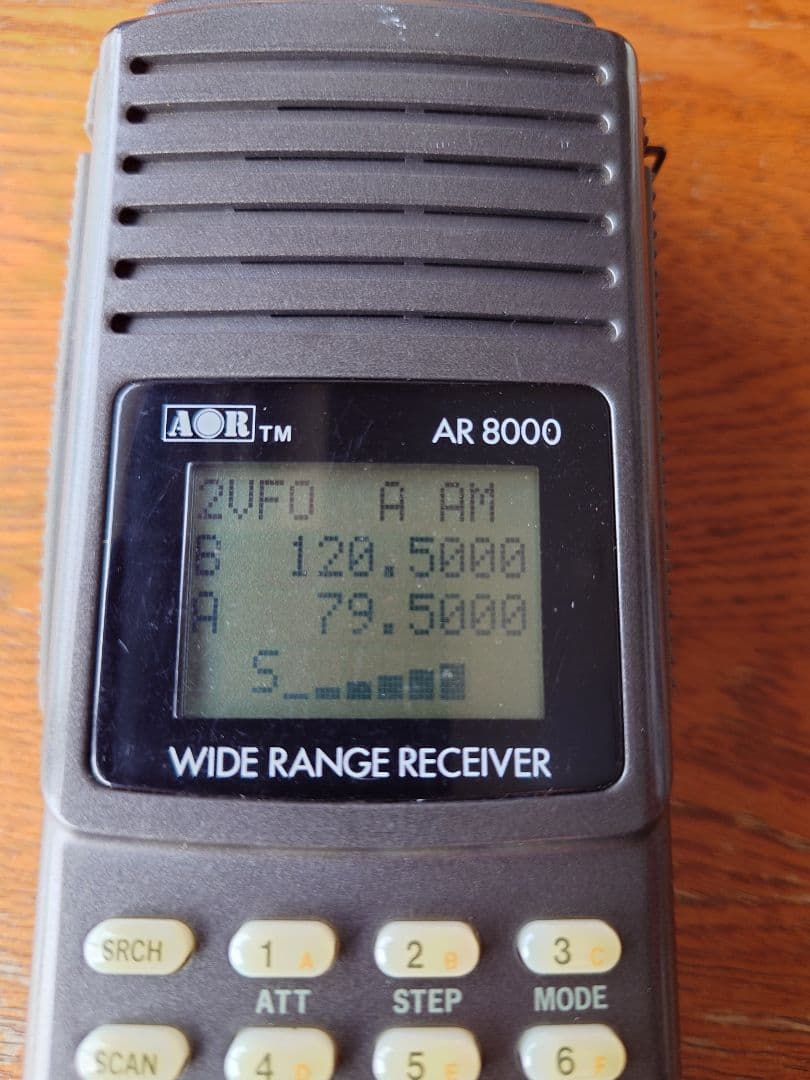 AOR TM AR 8000
2VFO A AM
B 120.5000
A 79.5000
S
WIDE RANGE RECEIVER
SRCH 1 A 2 B 3 C
ATT STEP MODE
SCAN 4 D 5 E 6 F